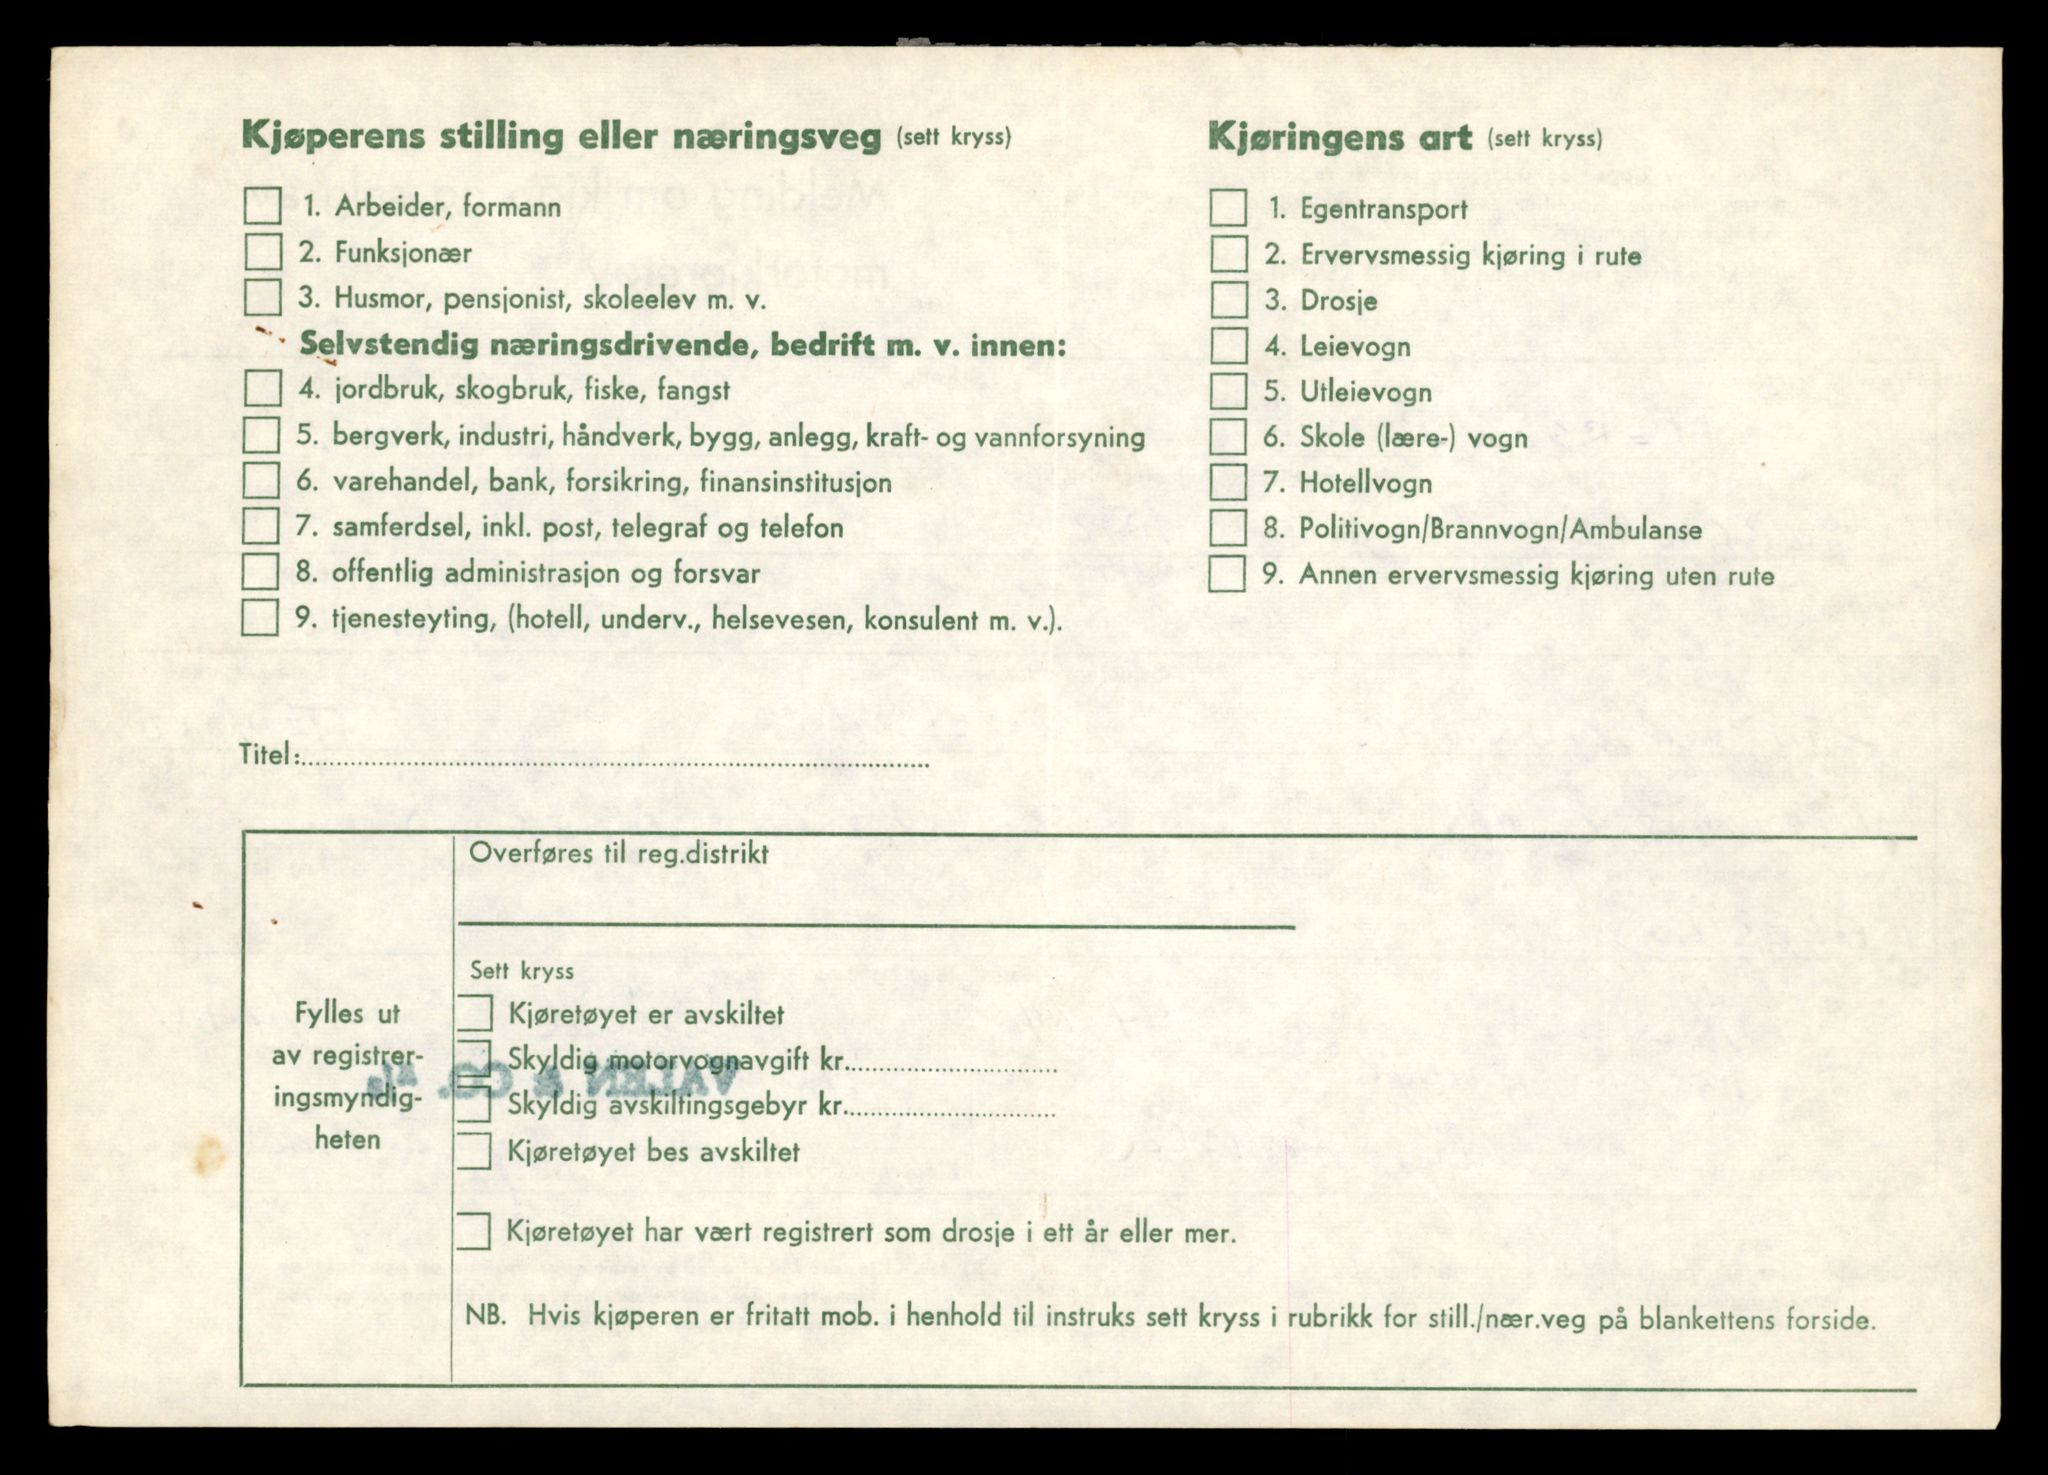 Kjøperens stilling eller næringsveg (sett kryss)
1. Arbeider, formann
2. Funksjonær
3. Husmor, pensjonist, skoleelev m. v.
Selvstendig næringsdrivende, bedrift m. v. innen:
4. jordbruk, skogbruk, fiske, fangst
5. bergverk, industri, håndverk, bygg, anlegg, kraft- og vannforsyning
6. varehandel, bank, forsikring, finansinstitusjon
7. samferdsel, inkl. post, telegraf og telefon
8. offentlig administrasjon og forsvar
9. tjenesteyting, (hotell, underv., helsevesen, konsulent m. v.).
Kjøringens art (sett kryss)
1. Egentransport
2. Ervervsmessig kjøring i rute
3. Drosje
4. Leievogn
5. Utleievogn
6. Skole (lære-) vogn
7. Hotellvogn
8. Politivogn/Brannvogn/Ambulanse
9. Annen ervervsmessig kjøring uten rute
Titel:
Fylles ut
av registrer-
ingsmyndig-
heten
Overføres til reg.distrikt
Sett kryss
Kjøretøyet er avskiltet
Skyldig motorvognavgift kr.
VALEN & CO. A/S
Skyldig avskiltingsgebyr kr.
Kjøretøyet bes avskiltet
Kjøretøyet har vært registrert som drosje i ett år eller mer.
NB. Hvis kjøperen er fritatt mob. i henhold til instruks sett kryss i rubrikk for still./nær.veg på blankettens forside.